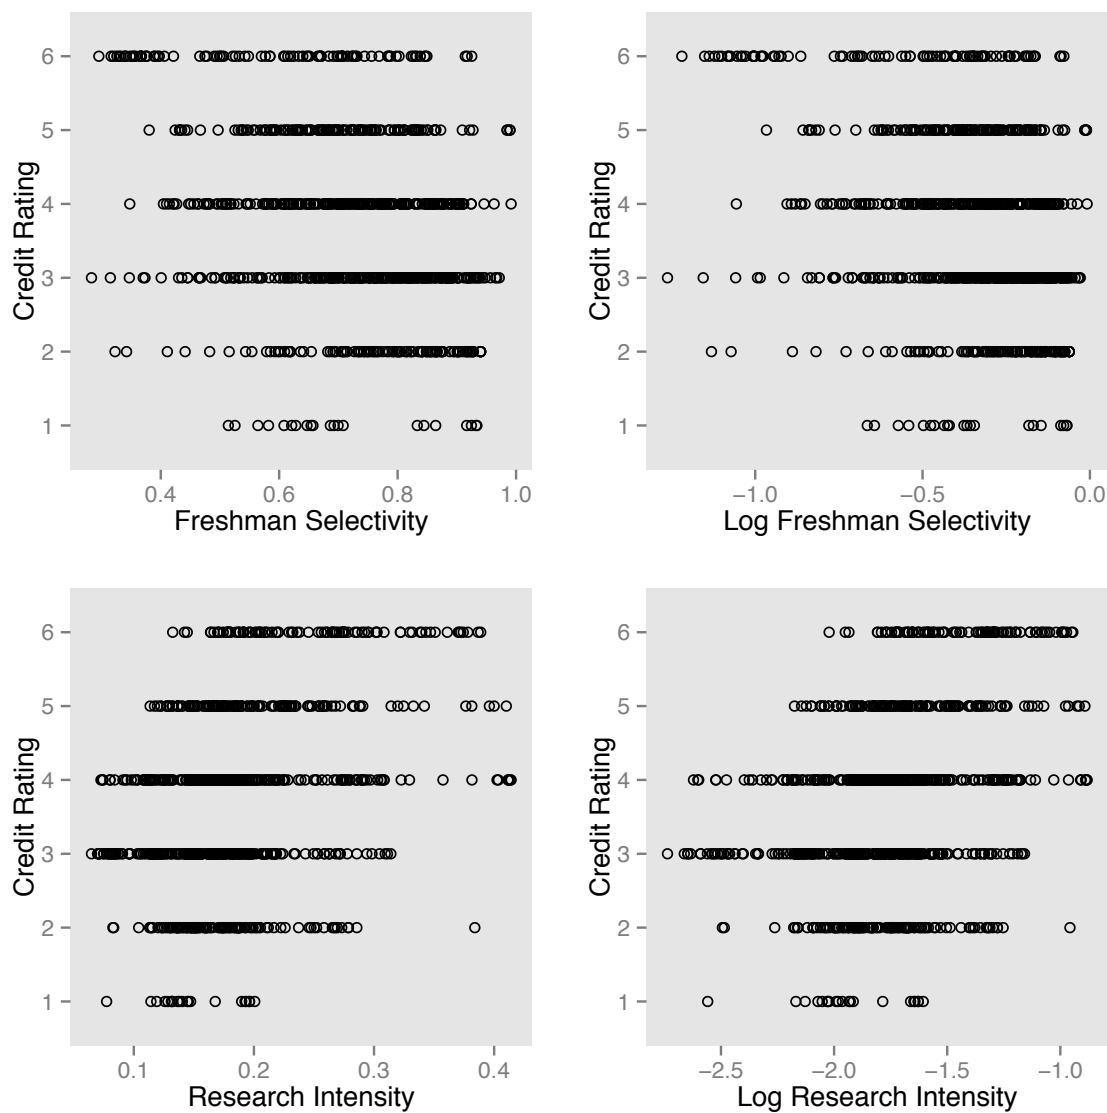 6
5
4
3
2
1
Credit Rating
0.4 0.6 0.8 1.0
Freshman Selectivity
6
5
4
3
2
1
Credit Rating
−1.0 −0.5 0.0
Log Freshman Selectivity
6
5
4
3
2
1
Credit Rating
0.1 0.2 0.3 0.4
Research Intensity
6
5
4
3
2
1
Credit Rating
−2.5 −2.0 −1.5 −1.0
Log Research Intensity